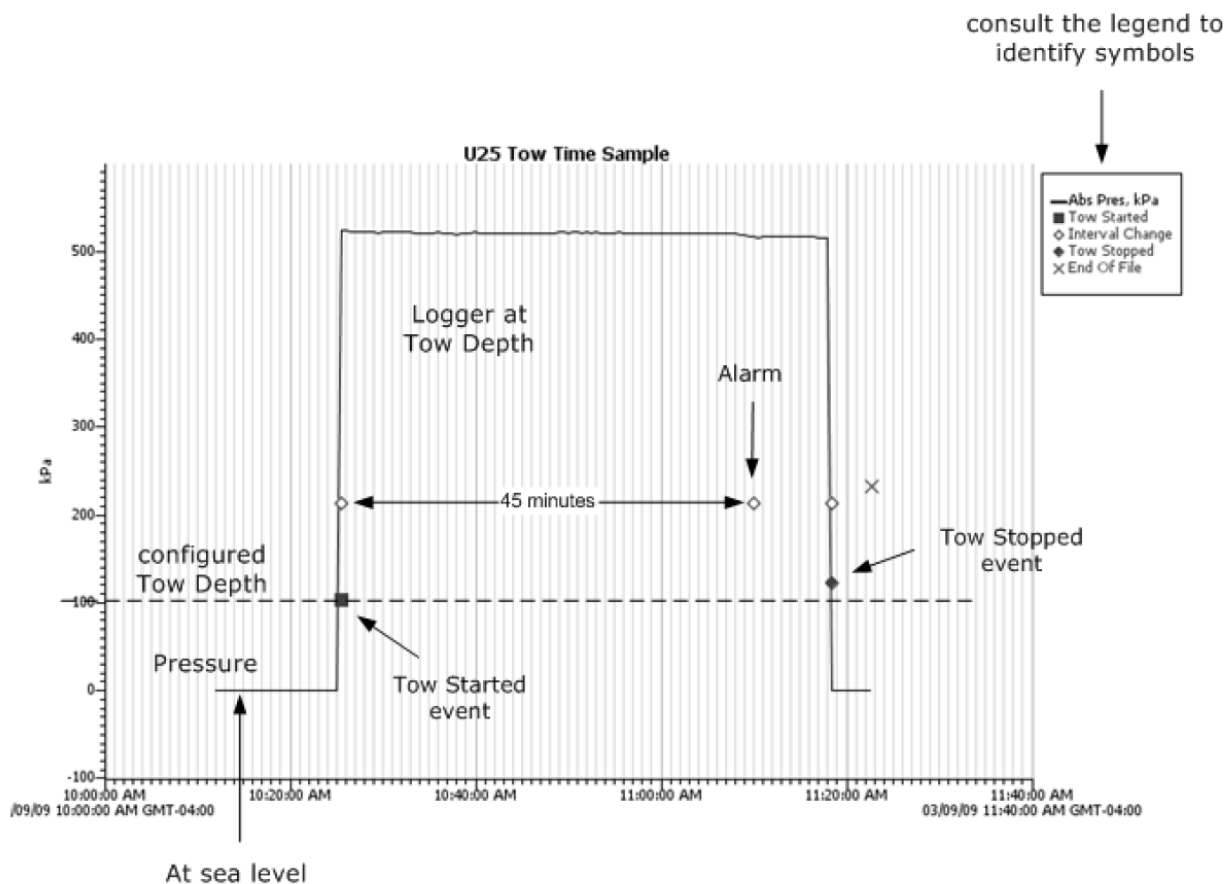 consult the legend to
identify symbols
U25 Tow Time Sample
Abs Pres, kPa
Tow Started
Interval Change
Tow Stopped
End Of File
500
400
300
200
100
0
-100
kPa
Logger at
Tow Depth
Alarm
45 minutes
configured
Tow Depth
Tow Stopped
event
Pressure
Tow Started
event
10:00:00 AM
10:20:00 AM
10:40:00 AM
11:00:00 AM
11:20:00 AM
11:40:00 AM
/09/09 10:00:00 AM GMT-04:00
03/09/09 11:40:00 AM GMT-04:00
At sea level